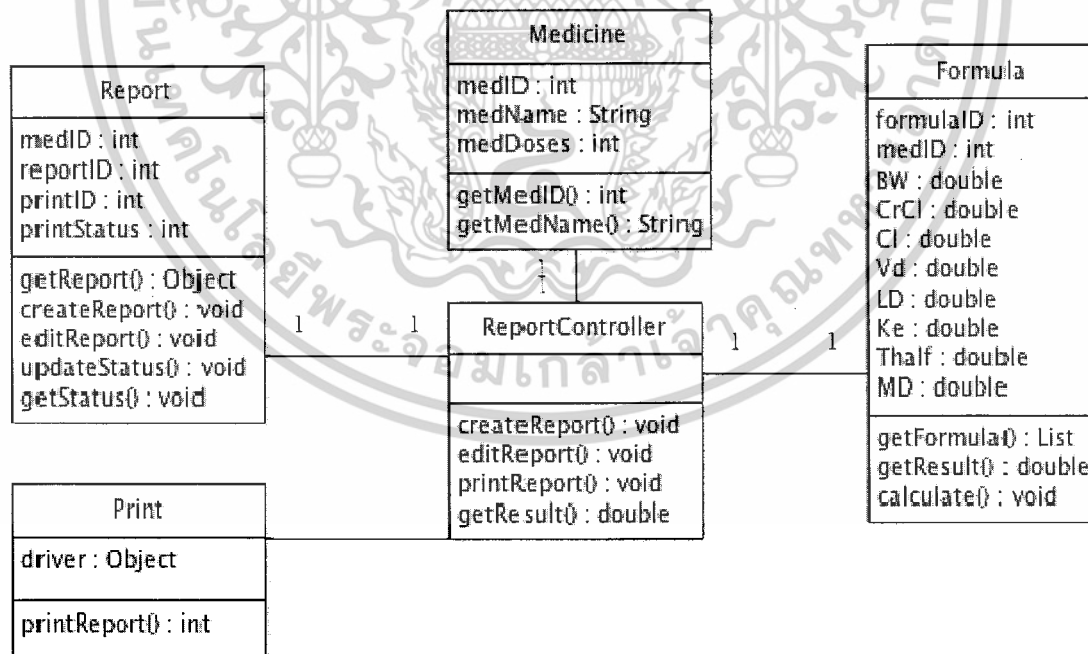 Medicine
medID : int
medName : String
medDoses : int
getMedID() : int
getMedName() : String
Report
medID : int
reportID : int
printID : int
printStatus : int
getReport() : Object
createReport() : void
editReport() : void
updateStatus() : void
getStatus() : void
Formula
formulaID : int
medID : int
BW : double
CrCl : double
Cl : double
Vd : double
LD : double
Ke : double
Thalf : double
MD : double
getFormula() : List
getResult() : double
calculate() : void
1
1
1
1
1
1
ReportController
createReport() : void
editReport() : void
printReport() : void
getResult() : double
Print
driver : Object
printReport() : int